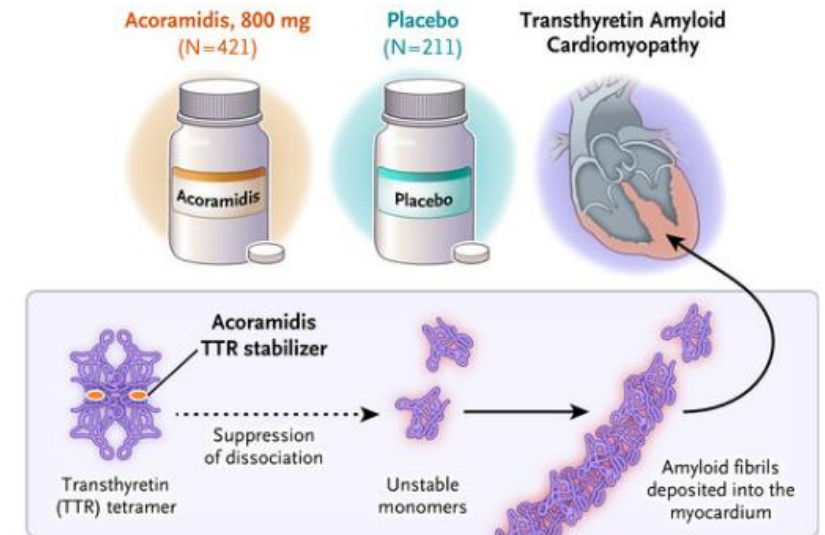 Acoramidis, 800 mg
(N=421)
Placebo
(N=211)
Transthyretin Amyloid
Cardiomyopathy
Acoramidis
Placebo
Acoramidis
TTR stabilizer
Suppression
of dissociation
Transthyretin
(TTR) tetramer
Unstable
monomers
Amyloid fibrils
deposited into the
myocardium